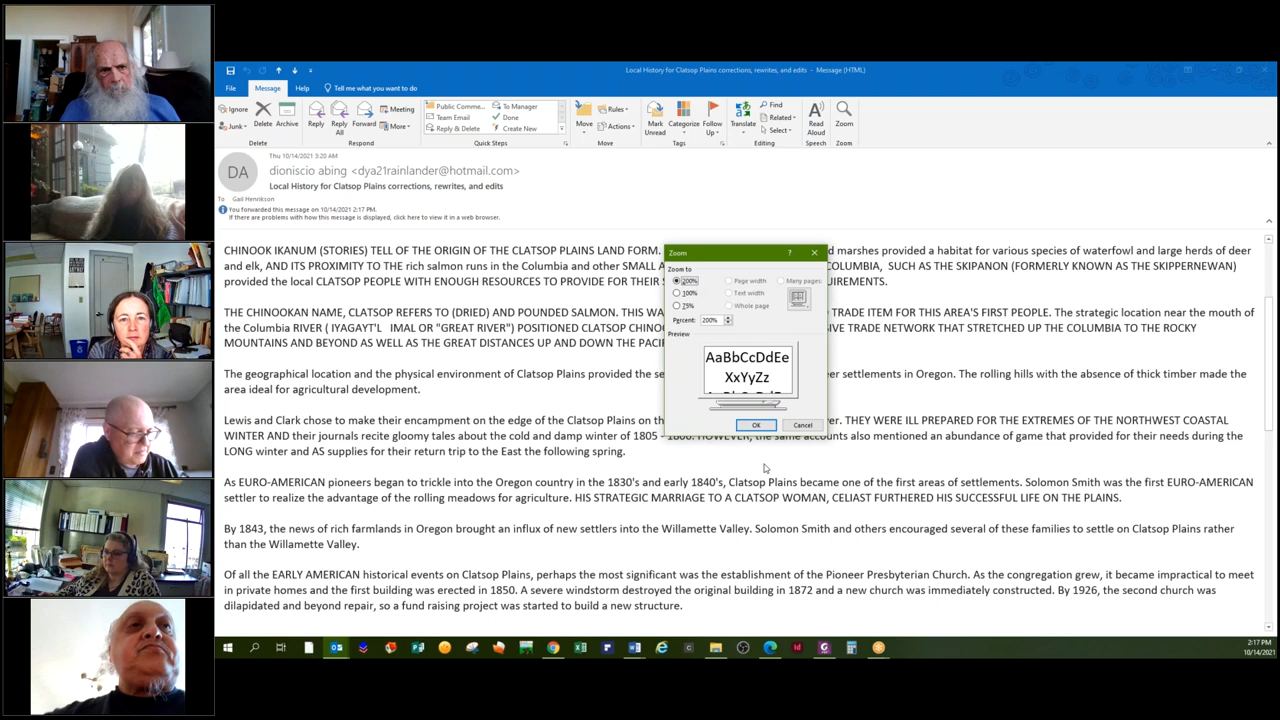 Local History for Clatsop Plains corrections, rewrites, and edits - Message (HTML)
File Message Help Tell me what you want to do
Ignore
Junk
Delete
Archive
Reply
Reply All
Forward
Meeting
More
Public Comme...
Team Email
Reply & Delete
To Manager
Done
Create New
Move
Rules
Actions
Mark Unread
Categorize
Follow Up
Translate
Find
Related
Select
Read Aloud
Zoom
Delete Respond Quick Steps Move Tags Editing Speech Zoom
Thu 10/14/2021 3:20 AM
DA
dioniscio abing <dya21rainlander@hotmail.com>
Local History for Clatsop Plains corrections, rewrites, and edits
To Gail Henrikson
You forwarded this message on 10/14/2021 2:17 PM.
If there are problems with how this message is displayed, click here to view it in a web browser.
CHINOOK IKANUM (STORIES) TELL OF THE ORIGIN OF THE CLATSOP PLAINS LAND FORM. d marshes provided a habitat for various species of waterfowl and large herds of deer
and elk, AND ITS PROXIMITY TO THE rich salmon runs in the Columbia and other SMALL A COLUMBIA, SUCH AS THE SKIPANON (FORMERLY KNOWN AS THE SKIPPERNEWAN)
provided the local CLATSOP PEOPLE WITH ENOUGH RESOURCES TO PROVIDE FOR THEIR S UIREMENTS.
THE CHINOOKAN NAME, CLATSOP REFERS TO (DRIED) AND POUNDED SALMON. THIS WA TRADE ITEM FOR THIS AREA'S FIRST PEOPLE. The strategic location near the mouth of
the Columbia RIVER ( IYAGAYT'L IMAL OR "GREAT RIVER") POSITIONED CLATSOP CHINO IVE TRADE NETWORK THAT STRETCHED UP THE COLUMBIA TO THE ROCKY
MOUNTAINS AND BEYOND AS WELL AS THE GREAT DISTANCES UP AND DOWN THE PACI
The geographical location and the physical environment of Clatsop Plains provided the se eer settlements in Oregon. The rolling hills with the absence of thick timber made the
area ideal for agricultural development.
Lewis and Clark chose to make their encampment on the edge of the Clatsop Plains on th ver. THEY WERE ILL PREPARED FOR THE EXTREMES OF THE NORTHWEST COASTAL
WINTER AND their journals recite gloomy tales about the cold and damp winter of 1805 - 1806. HOWEVER, the same accounts also mentioned an abundance of game that provided for their needs during the
LONG winter and AS supplies for their return trip to the East the following spring.
As EURO-AMERICAN pioneers began to trickle into the Oregon country in the 1830's and early 1840's, Clatsop Plains became one of the first areas of settlements. Solomon Smith was the first EURO-AMERICAN
settler to realize the advantage of the rolling meadows for agriculture. HIS STRATEGIC MARRIAGE TO A CLATSOP WOMAN, CELIAST FURTHERED HIS SUCCESSFUL LIFE ON THE PLAINS.
By 1843, the news of rich farmlands in Oregon brought an influx of new settlers into the Willamette Valley. Solomon Smith and others encouraged several of these families to settle on Clatsop Plains rather
than the Willamette Valley.
Of all the EARLY AMERICAN historical events on Clatsop Plains, perhaps the most significant was the establishment of the Pioneer Presbyterian Church. As the congregation grew, it became impractical to meet
in private homes and the first building was erected in 1850. A severe windstorm destroyed the original building in 1872 and a new church was immediately constructed. By 1926, the second church was
dilapidated and beyond repair, so a fund raising project was started to build a new structure.
Zoom ?
Zoom to
200% Page width Many pages:
100% Text width
75% Whole page
Percent: 200%
Preview
AaBbCcDdEe
XxYyZz
OK Cancel
2:17 PM
10/14/2021